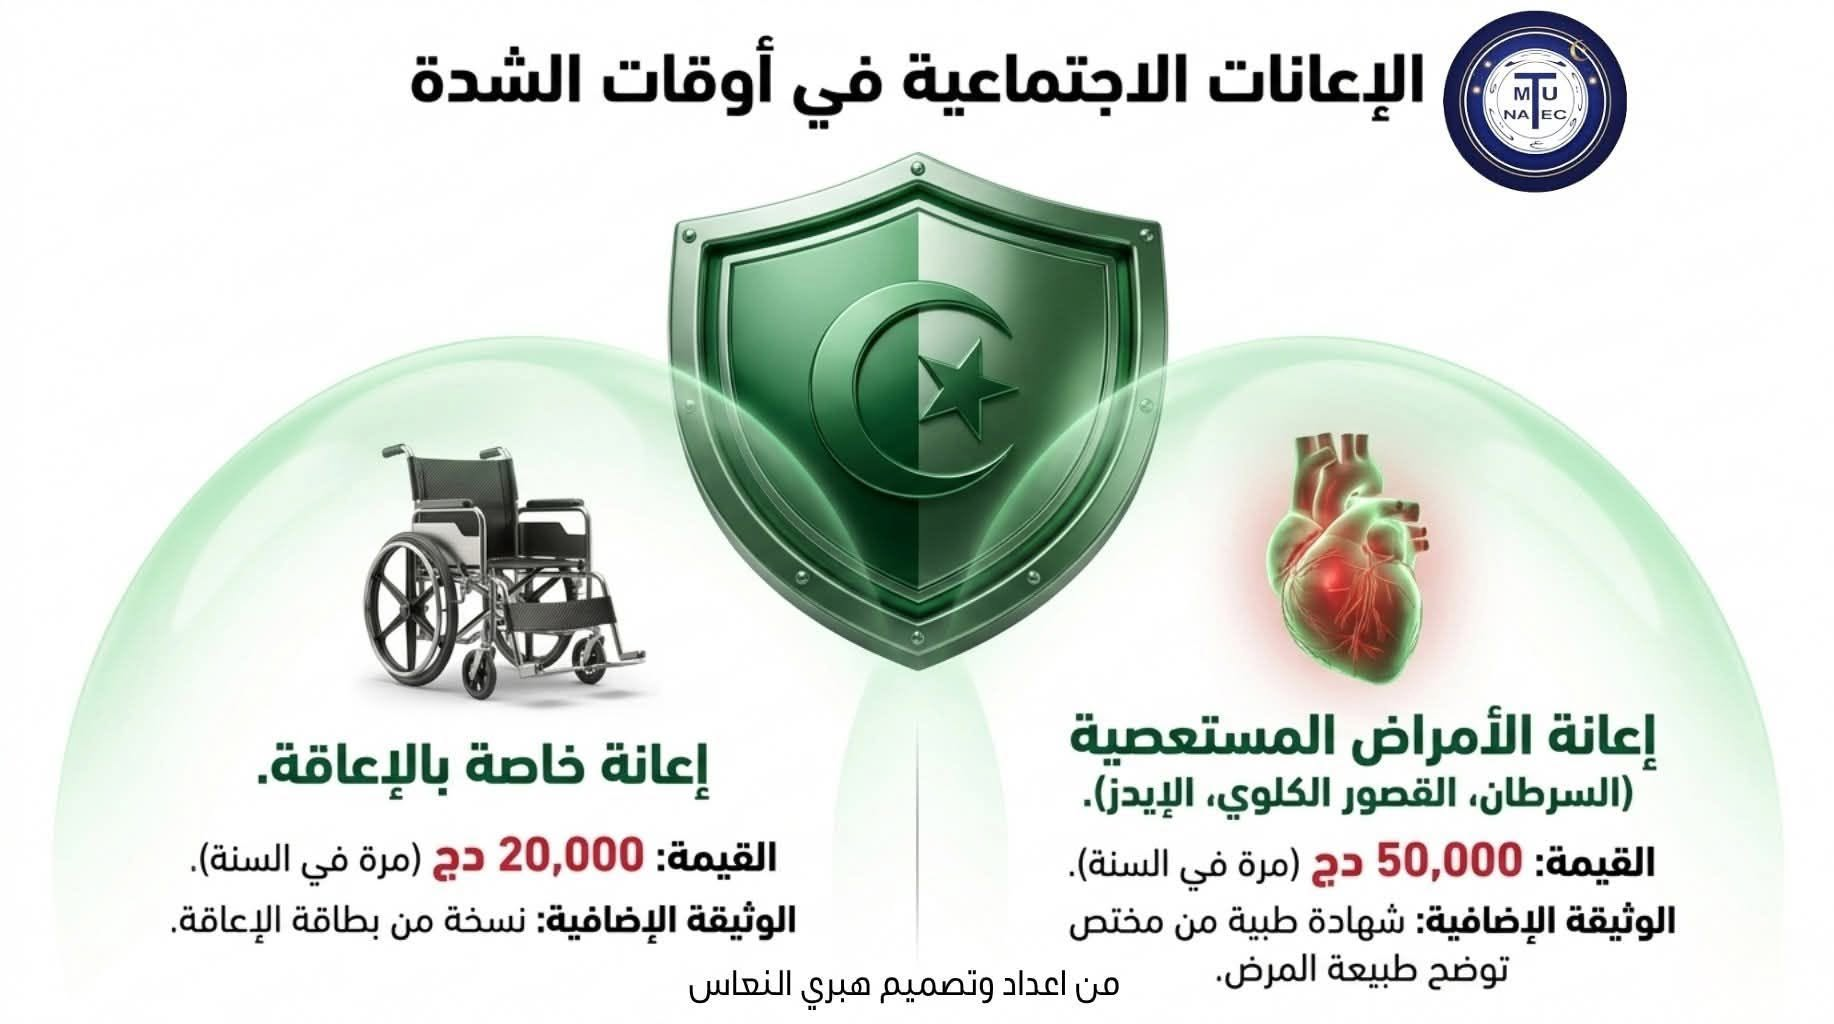 الإعانات الاجتماعية في أوقات الشدة
M U
NATEC
إعانة الأمراض المستعصية
(السرطان، القصور الكلوي، الإيدز).
القيمة: 50,000 دج (مرة في السنة).
الوثيقة الإضافية: شهادة طبية من مختص
توضح طبيعة المرض.
إعانة خاصة بالإعاقة.
القيمة: 20,000 دج (مرة في السنة).
الوثيقة الإضافية: نسخة من بطاقة الإعاقة.
من اعداد وتصميم هبري النعاس